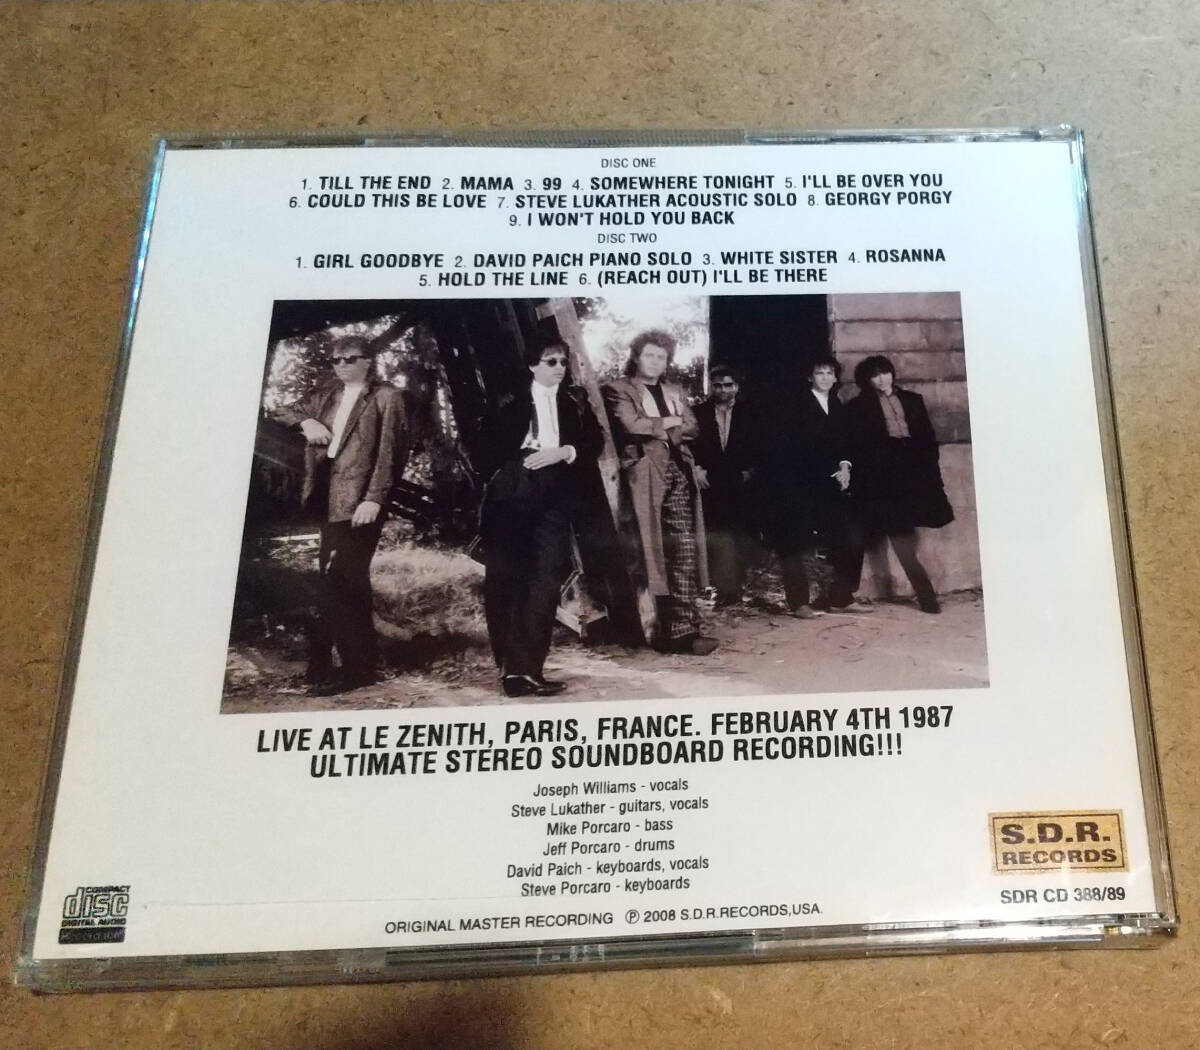 DISC ONE
1. TILL THE END 2. MAMA 3. 99 4. SOMEWHERE TONIGHT 5. I'LL BE OVER YOU
6. COULD THIS BE LOVE 7. STEVE LUKATHER ACOUSTIC SOLO 8. GEORGY PORGY
9. I WON'T HOLD YOU BACK
DISC TWO
1. GIRL GOODBYE 2. DAVID PAICH PIANO SOLO 3. WHITE SISTER 4. ROSANNA
5. HOLD THE LINE 6. (REACH OUT) I'LL BE THERE
LIVE AT LE ZENITH, PARIS, FRANCE. FEBRUARY 4TH 1987
ULTIMATE STEREO SOUNDBOARD RECORDING!!!
Joseph Williams - vocals
Steve Lukather - guitars, vocals
Mike Porcaro - bass
Jeff Porcaro - drums
David Paich - keyboards, vocals
Steve Porcaro - keyboards
S.D.R.
RECORDS
SDR CD 388/89
COMPACT
disc
DIGITAL AUDIO
ORIGINAL MASTER RECORDING ℗ 2008 S.D.R.RECORDS,USA.